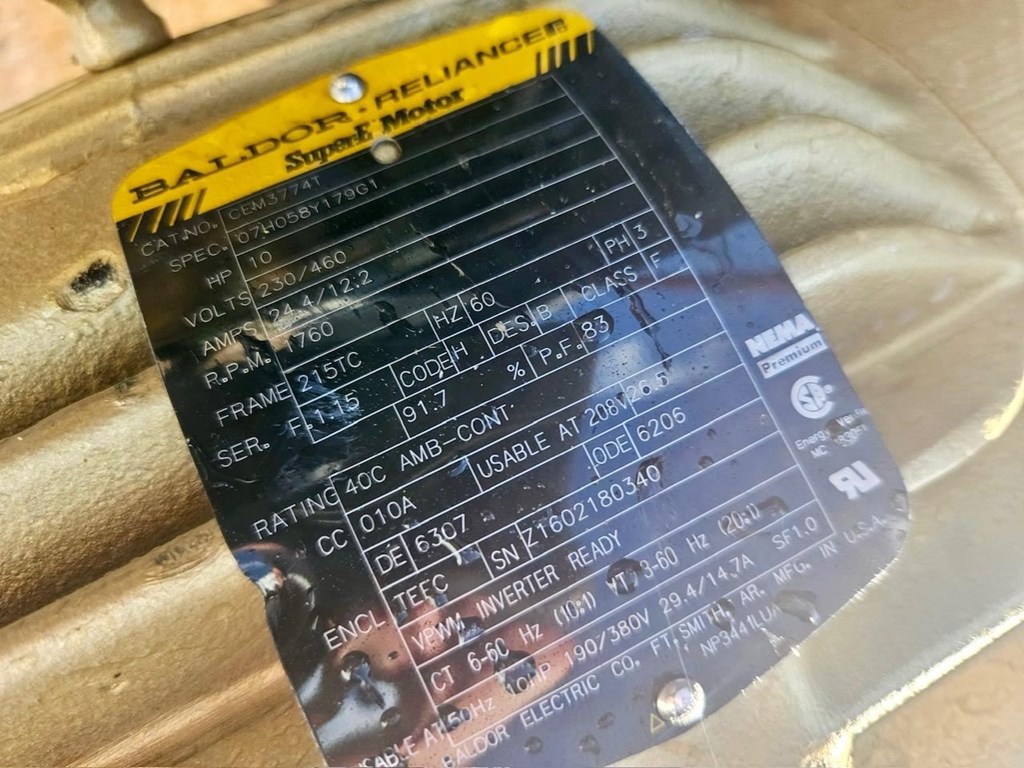 BALDOR • RELIANCE
SuperE Motor
CAT.NO. CEM3774T
SPEC. 07H058Y179G1
HP 10
VOLTS 230/460
AMPS 24.4/12.2
R.P.M. 1760 HZ 60 PH 3
FRAME 215TC CODE H DES. B CLASS F
SER. F. 1.15 91.7 % P.F. 83
RATING 40C AMB-CONT
CC 010A USABLE AT 208V 26.5
DE 6307 ODE 6206
ENCL TEFC SN Z1602180340
VPWM INVERTER READY
CT 6-60 Hz (10:1) VT 3-60 Hz (20:1)
USABLE AT 50Hz 10HP 190/380V 29.4/14.7A SF1.0
BALDOR ELECTRIC CO. FT. SMITH, AR. MFG. IN U.S.A.
NP3441LUA
NEMA
Premium